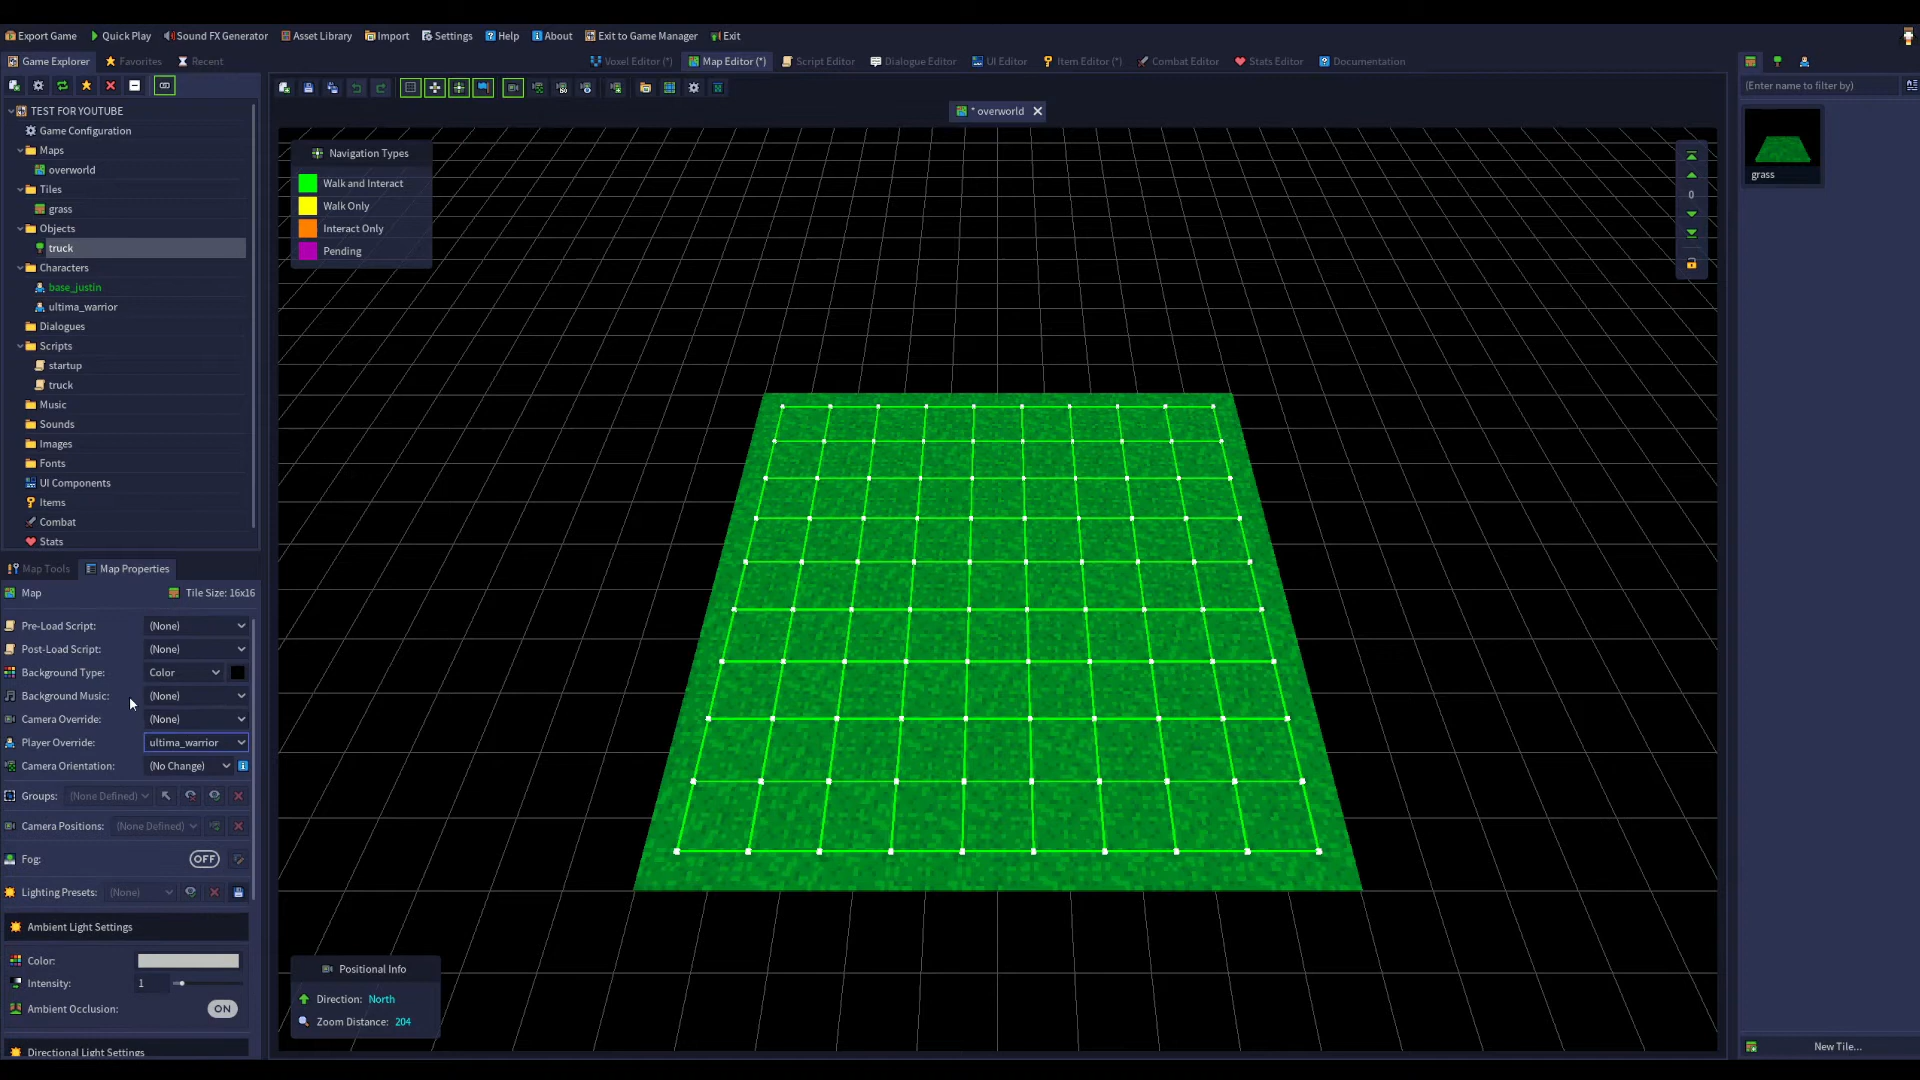 Export Game Quick Play Sound FX Generator Asset Library Import Settings Help About Exit to Game Manager Exit
Game Explorer Favorites Recent
Voxel Editor (*) Map Editor (*) Script Editor Dialogue Editor UI Editor Item Editor (*) Combat Editor Stats Editor Documentation
* overworld
TEST FOR YOUTUBE
Game Configuration
Maps
overworld
Tiles
grass
Objects
truck
Characters
base_justin
ultima_warrior
Dialogues
Scripts
startup
truck
Music
Sounds
Images
Fonts
UI Components
Items
Combat
Stats
Map Tools Map Properties
Map Tile Size: 16x16
Pre-Load Script: (None)
Post-Load Script: (None)
Background Type: Color
Background Music: (None)
Camera Override: (None)
Player Override: ultima_warrior
Camera Orientation: (No Change)
Groups: (None Defined)
Camera Positions: (None Defined)
Fog: OFF
Lighting Presets: (None)
Ambient Light Settings
Color:
Intensity: 1
Ambient Occlusion: ON
Directional Light Settings
Navigation Types
Walk and Interact
Walk Only
Interact Only
Pending
0
Positional Info
Direction: North
Zoom Distance: 204
(Enter name to filter by)
grass
New Tile...